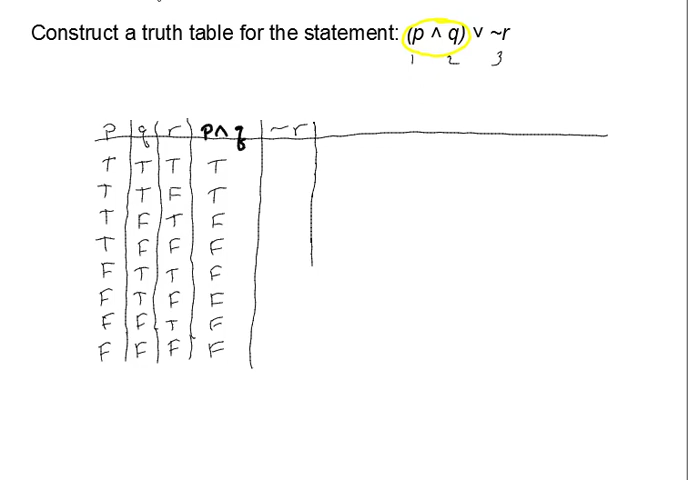 Construct a truth table for the statement: (p ∧ q) ∨ ~r
1 2 3
p q r p∧q ~r
T T T T
T T F T
T F T F
T F F F
F T T F
F T F F
F F T F
F F F F